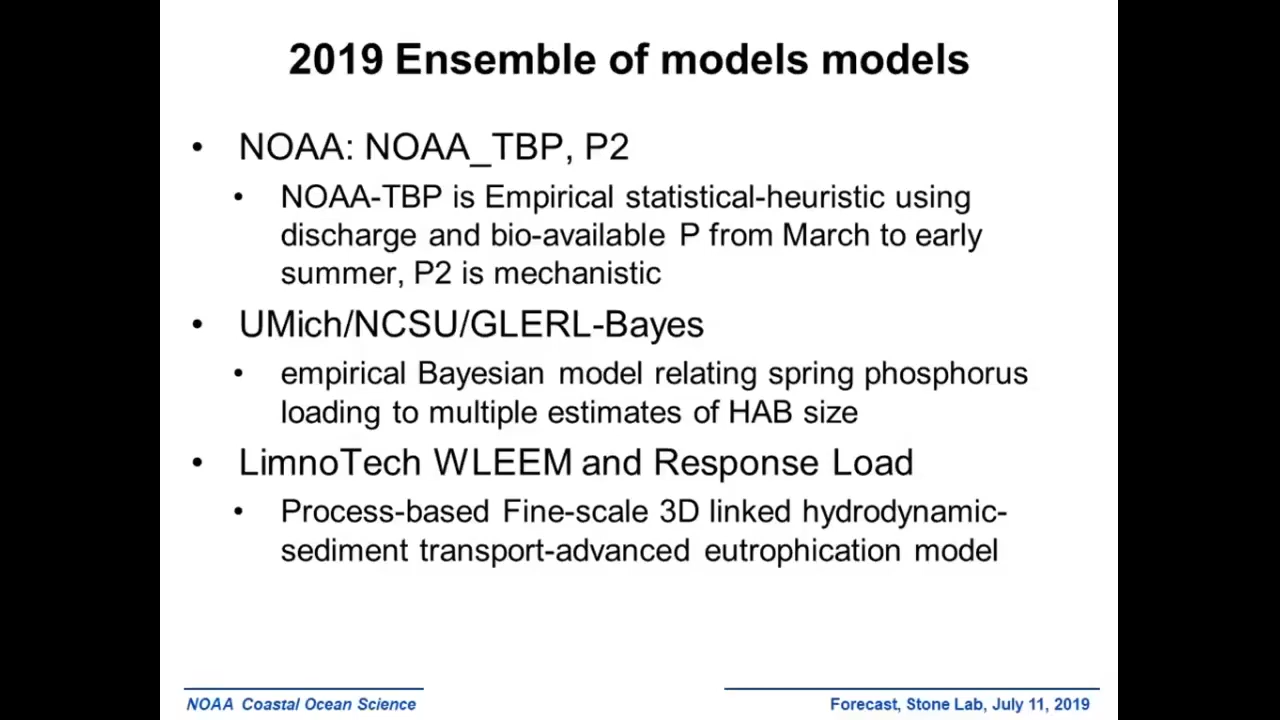 2019 Ensemble of models models
• NOAA: NOAA_TBP, P2
• NOAA-TBP is Empirical statistical-heuristic using
discharge and bio-available P from March to early
summer, P2 is mechanistic
• UMich/NCSU/GLERL-Bayes
• empirical Bayesian model relating spring phosphorus
loading to multiple estimates of HAB size
• LimnoTech WLEEM and Response Load
• Process-based Fine-scale 3D linked hydrodynamic-
sediment transport-advanced eutrophication model
NOAA Coastal Ocean Science
Forecast, Stone Lab, July 11, 2019